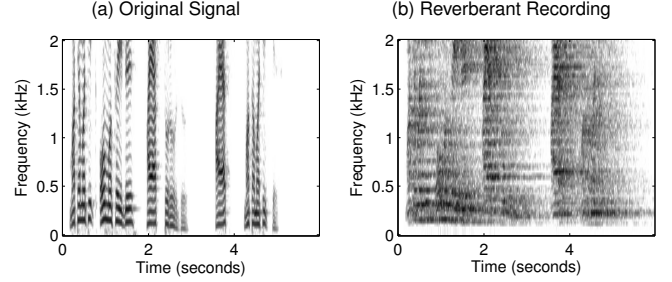 (a) Original Signal
2
1.5
1
0.5
0
0 2 4
Frequency (kHz)
Time (seconds)
(b) Reverberant Recording
2
1.5
1
0.5
0
0 2 4
Frequency (kHz)
Time (seconds)